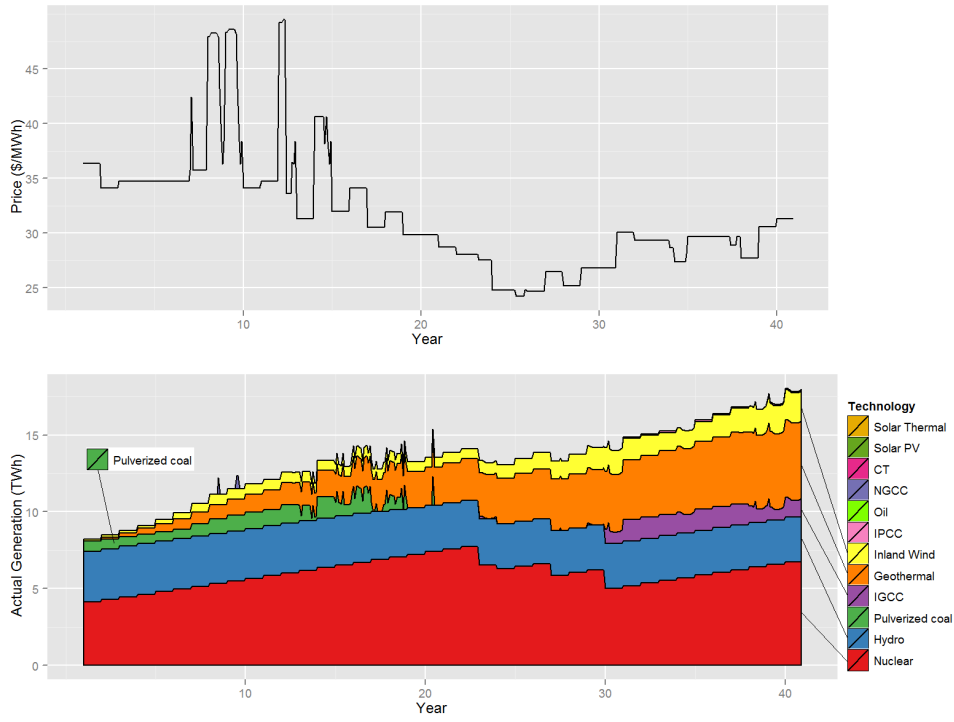 Price ($/MWh)
45
40
35
30
25
10
20
30
40
Year
Actual Generation (TWh)
15
10
5
0
Pulverized coal
10
20
30
40
Year
Technology
Solar Thermal
Solar PV
CT
NGCC
Oil
IPCC
Inland Wind
Geothermal
IGCC
Pulverized coal
Hydro
Nuclear